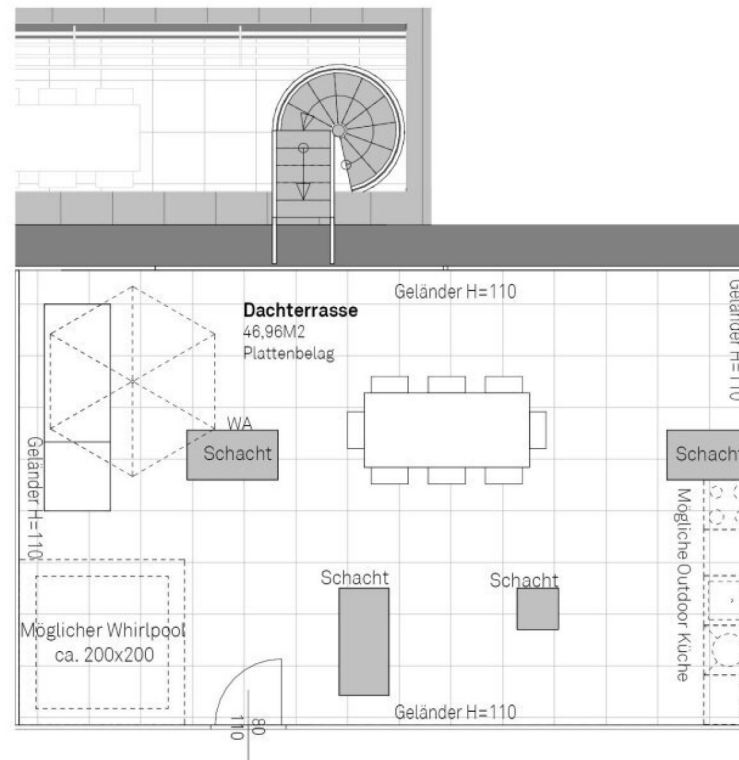 Geländer H=110
Geländer H=110
Dachterrasse
46,96M2
Plattenbelag
WA
Schacht
Schacht
Geländer H=110
Mögliche Outdoor Küche
Schacht
Schacht
Möglicher Whirlpool
ca. 200x200
Geländer H=110
80
110